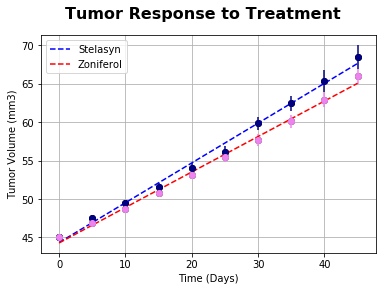 Tumor Response to Treatment
Tumor Volume (mm3)
70
65
60
55
50
45
Stelasyn
Zoniferol
0
10
20
30
40
Time (Days)